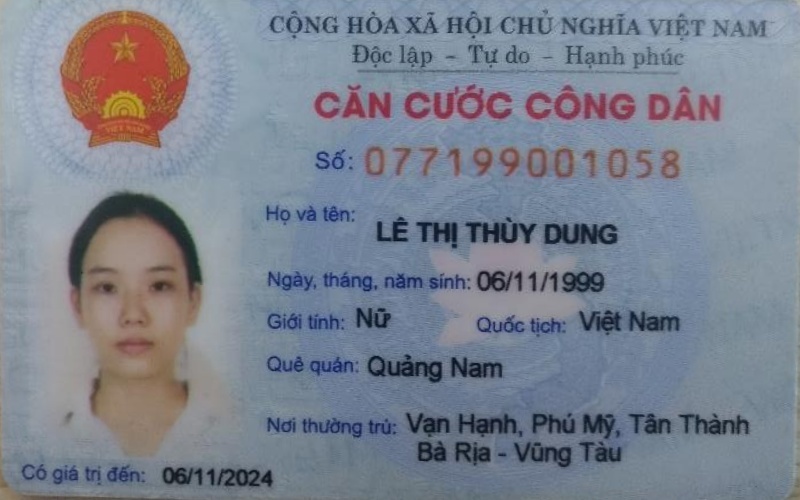 CỘNG HÒA XÃ HỘI CHỦ NGHĨA VIỆT NAM
Độc lập - Tự do - Hạnh phúc
CĂN CƯỚC CÔNG DÂN
Số: 077199001058
Họ và tên: LÊ THỊ THÙY DUNG
Ngày, tháng, năm sinh: 06/11/1999
Giới tính: Nữ Quốc tịch: Việt Nam
Quê quán: Quảng Nam
Nơi thường trú: Vạn Hạnh, Phú Mỹ, Tân Thành
Bà Rịa - Vũng Tàu
Có giá trị đến: 06/11/2024
VIỆT NAM